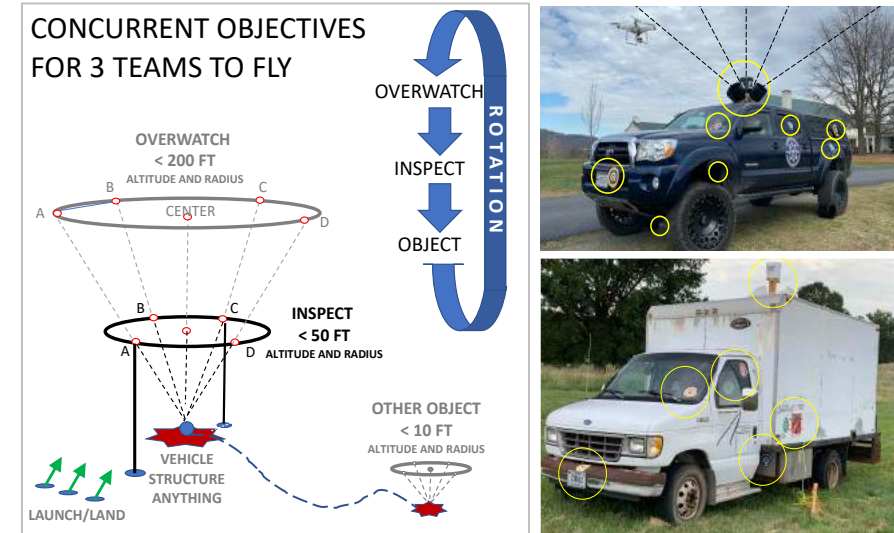 CONCURRENT OBJECTIVES
FOR 3 TEAMS TO FLY
OVERWATCH
INSPECT
OBJECT
ROTATION
OVERWATCH
< 200 FT
ALTITUDE AND RADIUS
B
C
A
CENTER
D
B
C
A
D
INSPECT
< 50 FT
ALTITUDE AND RADIUS
VEHICLE
STRUCTURE
ANYTHING
OTHER OBJECT
< 10 FT
ALTITUDE AND RADIUS
LAUNCH/LAND